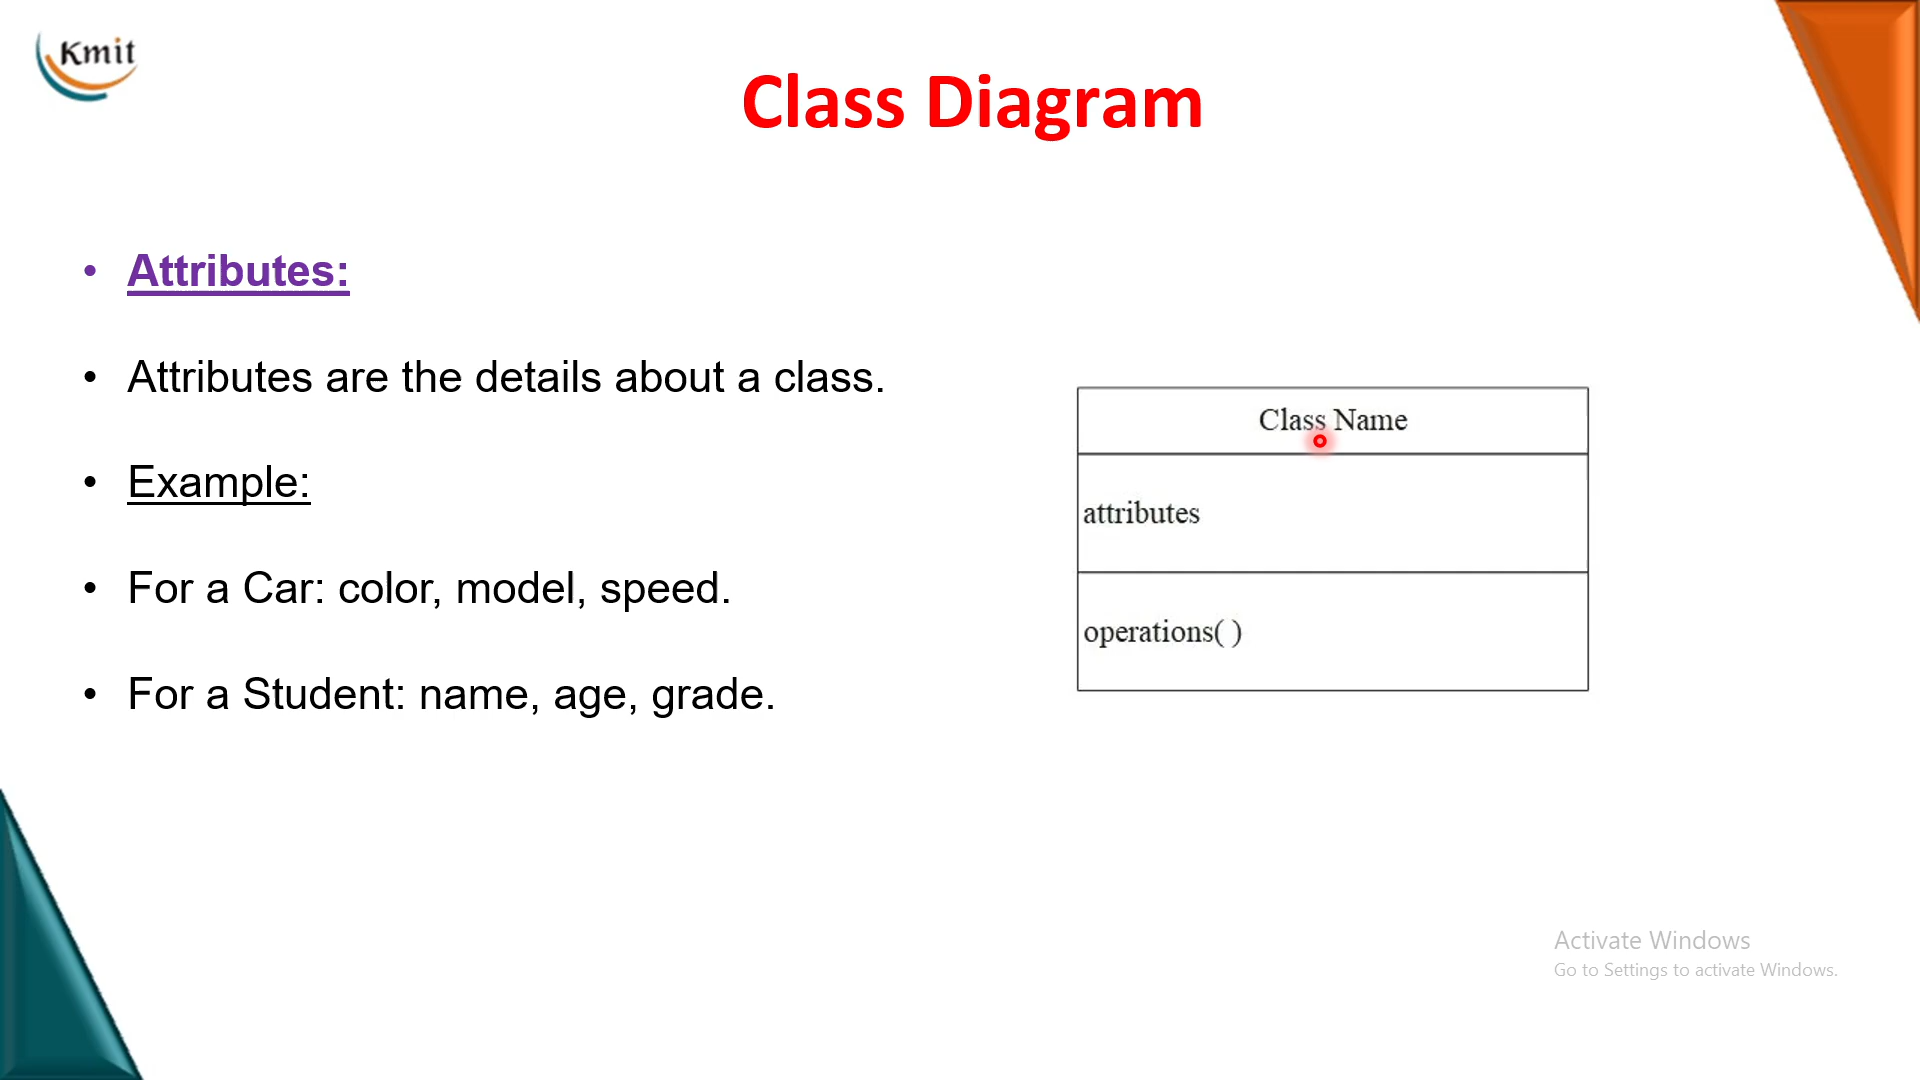 Kmit
Class Diagram
• Attributes:
• Attributes are the details about a class.
• Example:
• For a Car: color, model, speed.
• For a Student: name, age, grade.
Class Name
attributes
operations( )
Activate Windows
Go to Settings to activate Windows.